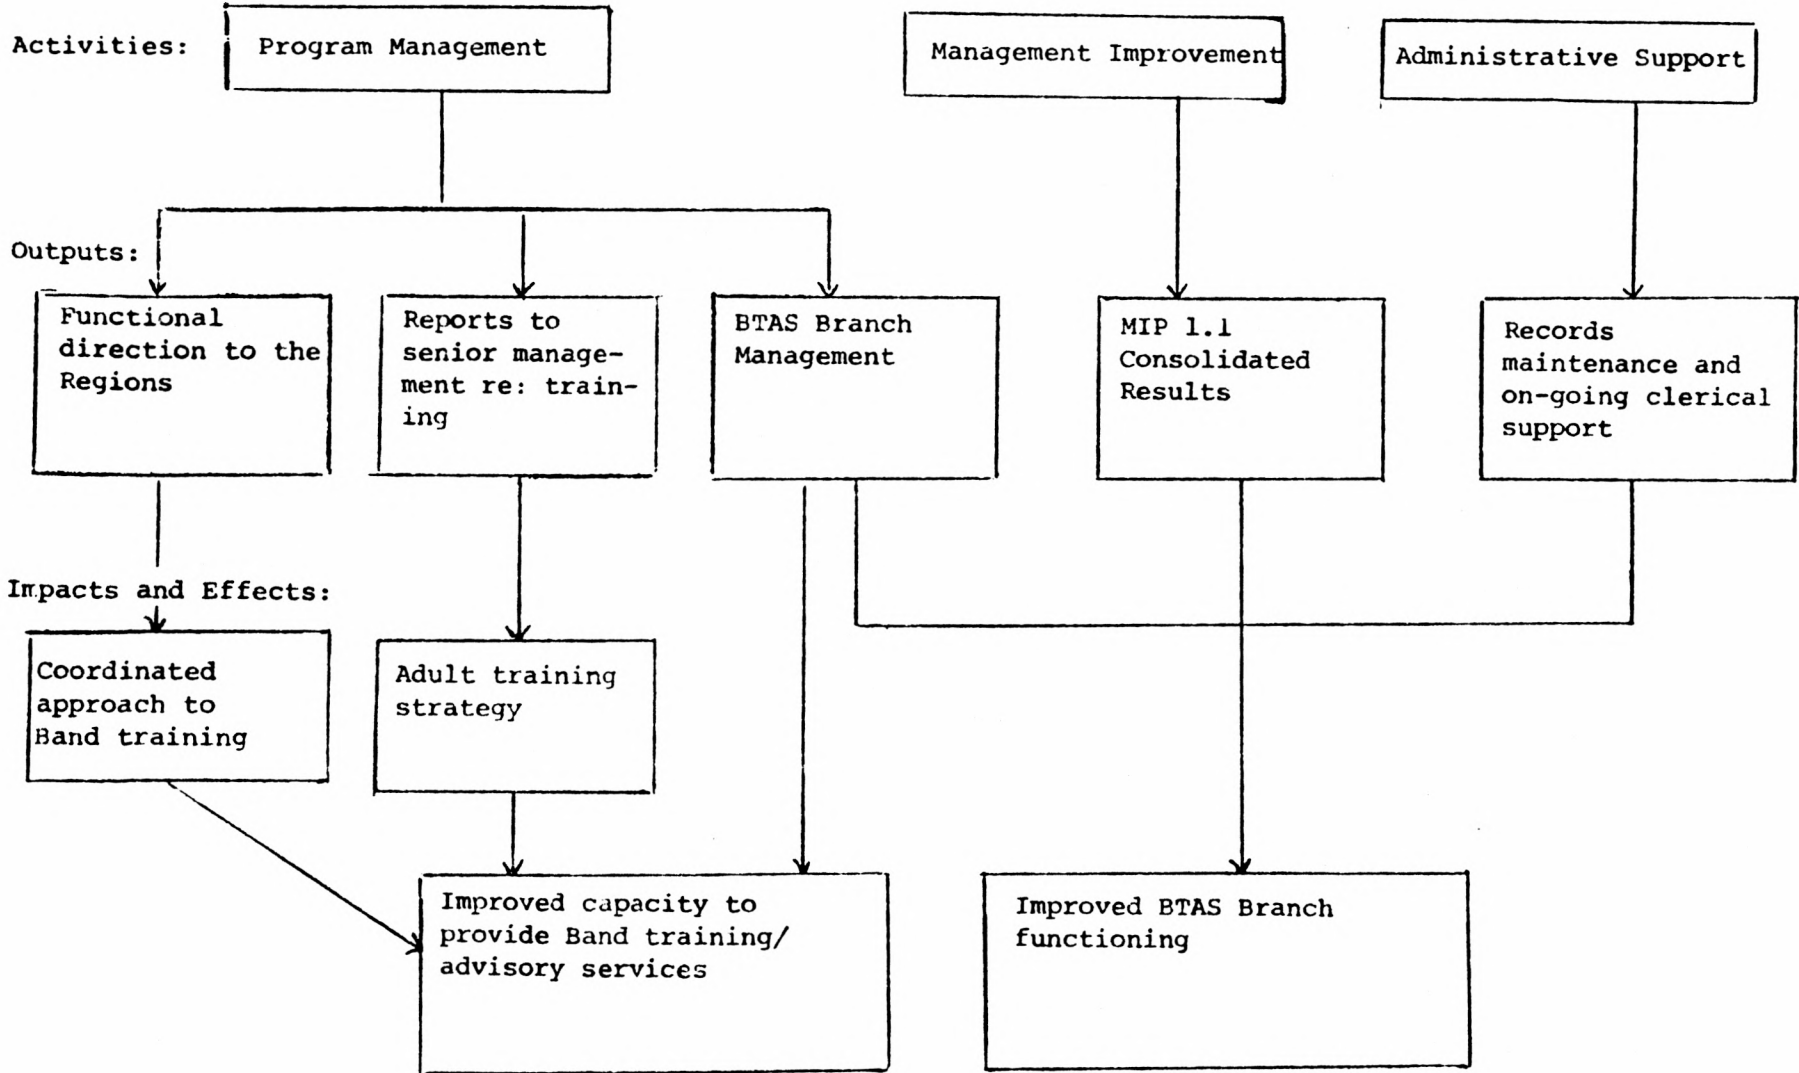 Activities:
Program Management
Management Improvement
Administrative Support
Outputs:
Functional
direction to the
Regions
Reports to
senior manage-
ment re: train-
ing
BTAS Branch
Management
MIP 1.1
Consolidated
Results
Records
maintenance and
on-going clerical
support
Impacts and Effects:
Coordinated
approach to
Band training
Adult training
strategy
Improved capacity to
provide Band training/
advisory services
Improved BTAS Branch
functioning